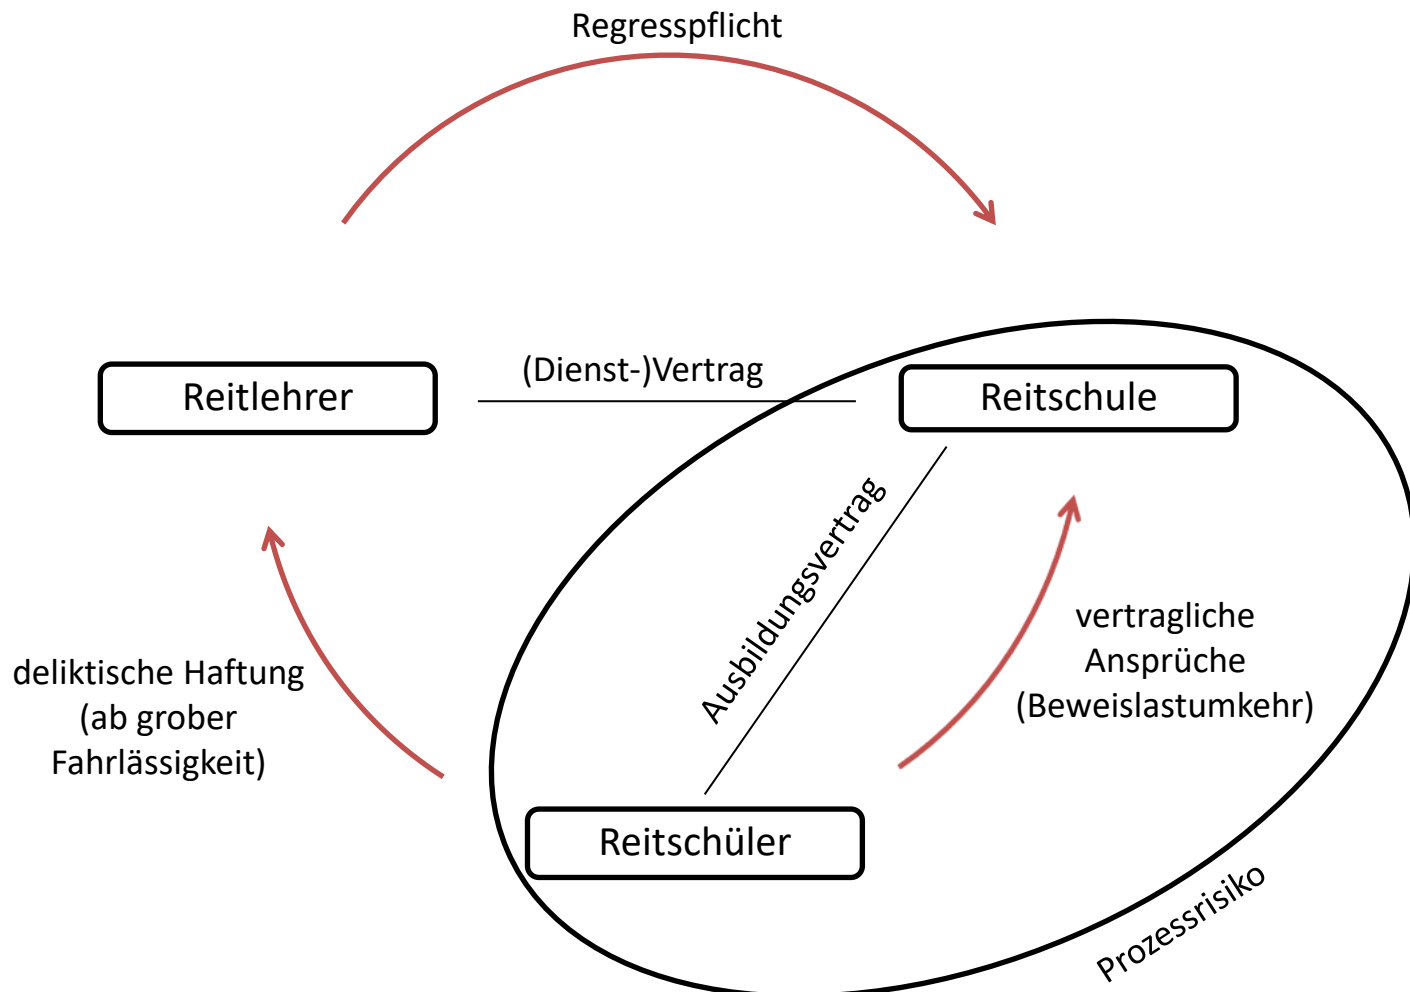 Regresspflicht
(Dienst-)Vertrag
Reitlehrer
Reitschule
Ausbildungsvertrag
vertragliche
Ansprüche
(Beweislastumkehr)
deliktische Haftung
(ab grober
Fahrlässigkeit)
Reitschüler
Prozessrisiko